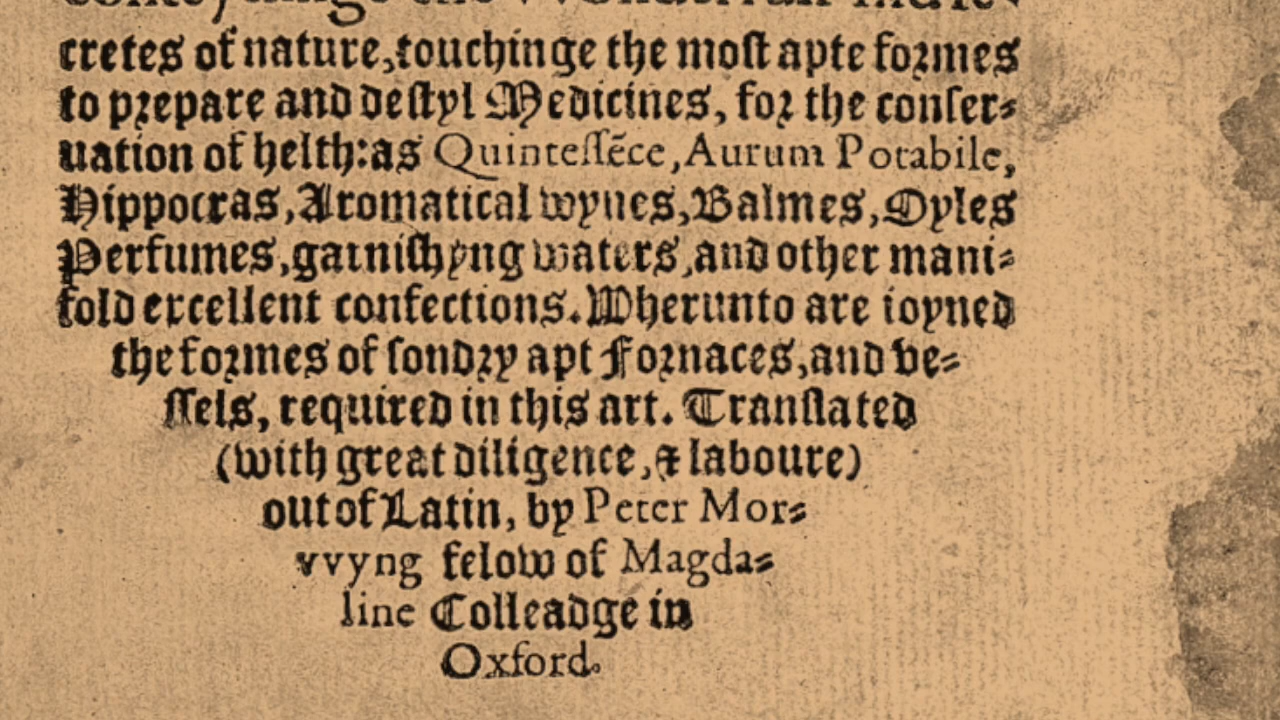 cretes of nature, touchinge the most apte formes
to prepare and destyl Medicines, for the conser=
uation of helth: as Quintessẽce, Aurum Potabile,
Hippocras, Aromatical wynes, Balmes, Oyles
Perfumes, garnishyng waters, and other mani=
fold excellent confections. Wherunto are ioyned
the formes of sondry apt Fornaces, and ve=
ssels, required in this art. Translated
(with great diligence, & laboure)
out of Latin, by Peter Mor=
vvyng felow of Magda=
line Colleadge in
Oxford.